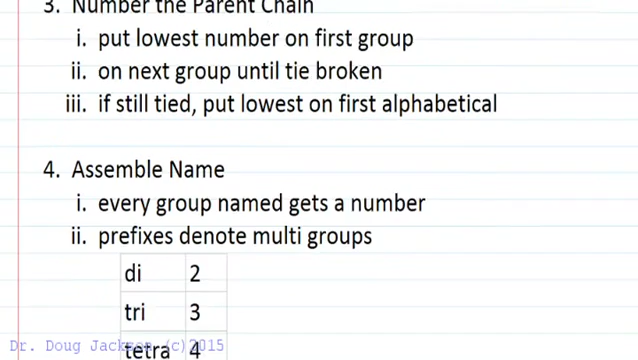 3. Number the Parent Chain
i. put lowest number on first group
ii. on next group until tie broken
iii. if still tied, put lowest on first alphabetical
4. Assemble Name
i. every group named gets a number
ii. prefixes denote multi groups
di 2
tri 3
tetra 4
Dr. Doug Jackson (c)2015